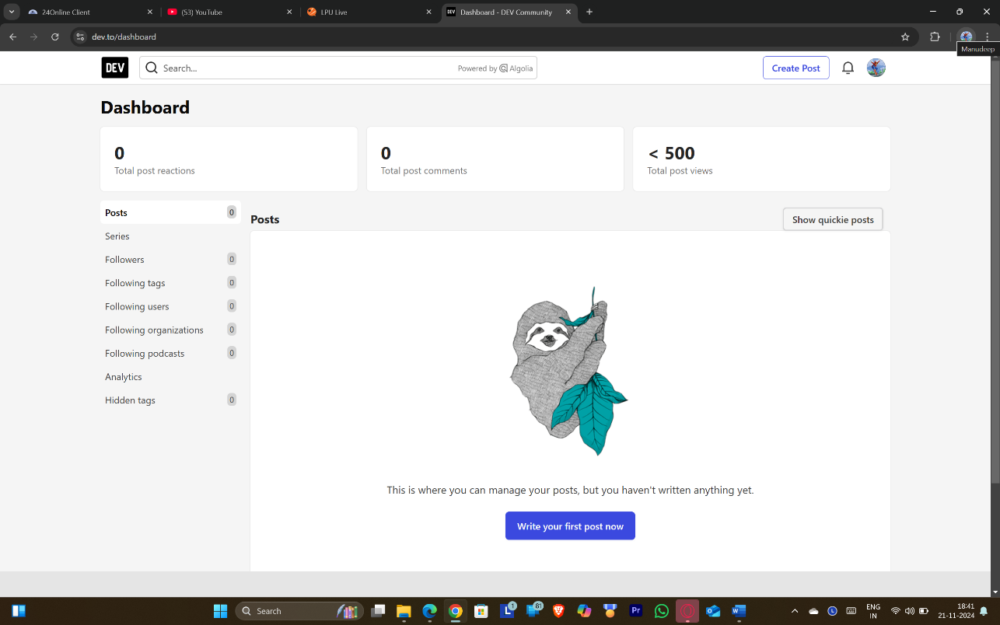 24Online Client
(53) YouTube
LPU Live
DEV Dashboard - DEV Community
dev.to/dashboard
Manudeep
DEV
Search...
Powered by Algolia
Create Post
Dashboard
0
Total post reactions
0
Total post comments
< 500
Total post views
Posts 0
Series
Followers 0
Following tags 0
Following users 0
Following organizations 0
Following podcasts 0
Analytics
Hidden tags 0
Posts
Show quickie posts
This is where you can manage your posts, but you haven't written anything yet.
Write your first post now
Search
L 1
81
Pr
W
L
ENG
IN
18:41
21-11-2024